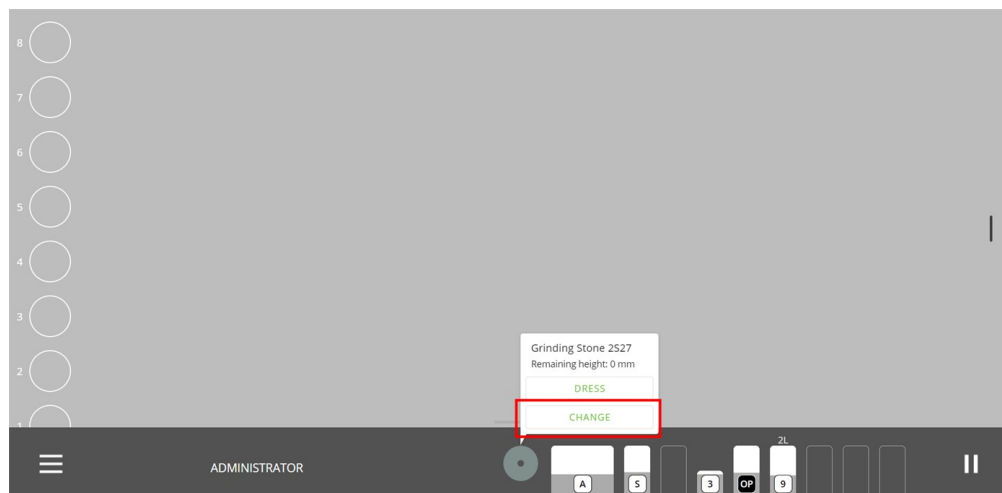 8
7
6
5
4
3
2
1
Grinding Stone 2S27
Remaining height: 0 mm
DRESS
CHANGE
ADMINISTRATOR
2L
A S 3 OP 9